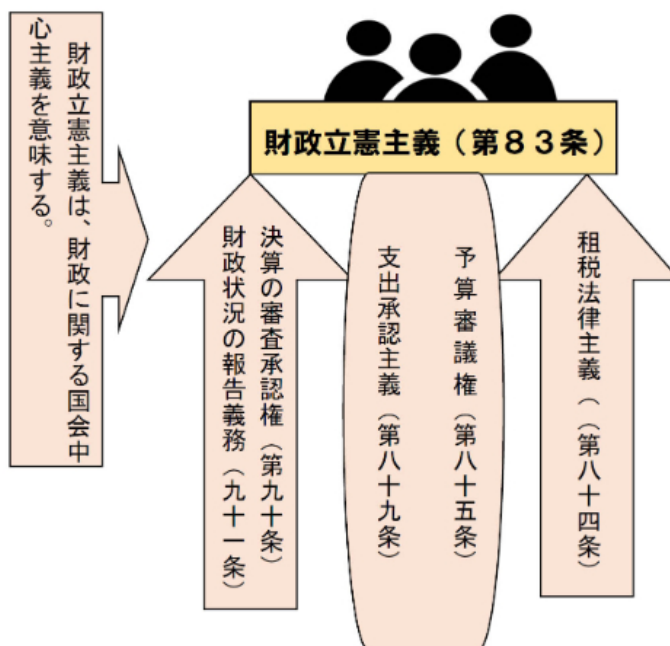 財政立憲主義(第83条)
財政立憲主義は、財政に関する国会中
心主義を意味する。
租税法律主義((第八十四条)
予算審議権(第八十五条)
支出承認主義(第八十九条)
決算の審査承認権(第九十条)
財政状況の報告義務(九十一条)